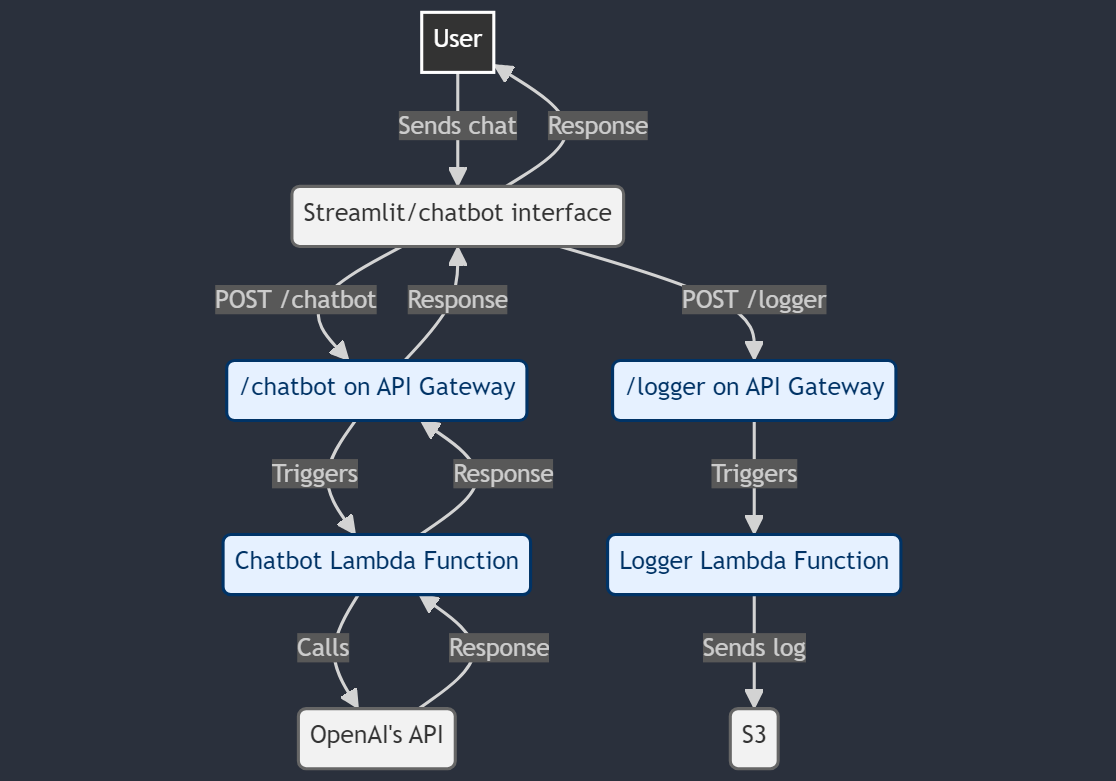 User
Sends chat
Response
Streamlit/chatbot interface
POST /chatbot
Response
POST /logger
/chatbot on API Gateway
/logger on API Gateway
Triggers
Response
Triggers
Chatbot Lambda Function
Logger Lambda Function
Calls
Response
Sends log
OpenAI's API
S3